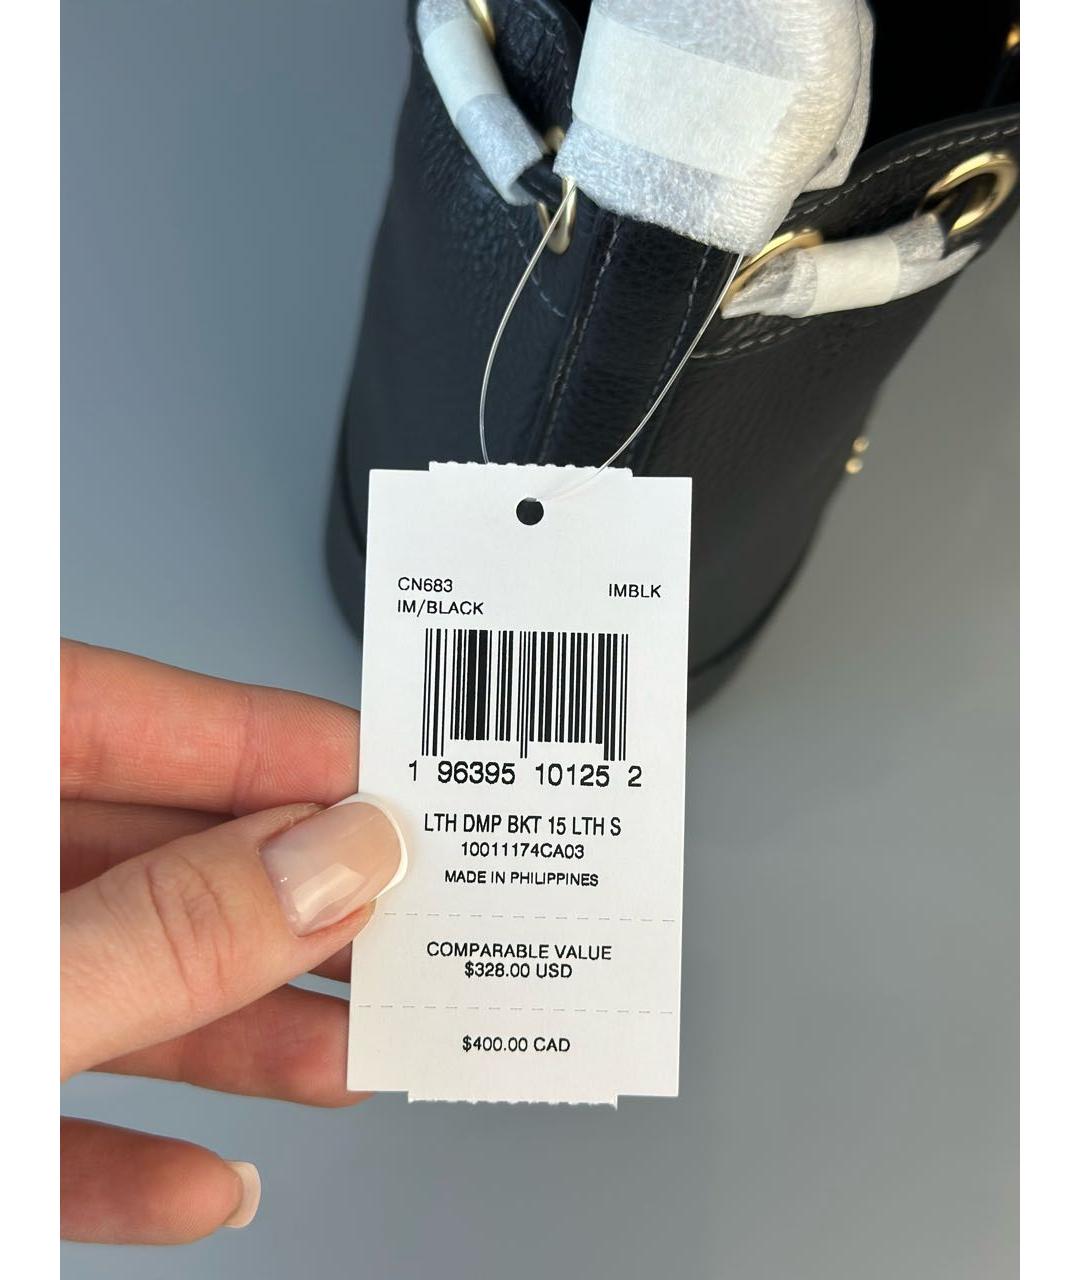 CN683 IMBLK
IM/BLACK
1 96395 10125 2
LTH DMP BKT 15 LTH S
10011174CA03
MADE IN PHILIPPINES
COMPARABLE VALUE
$328.00 USD
$400.00 CAD